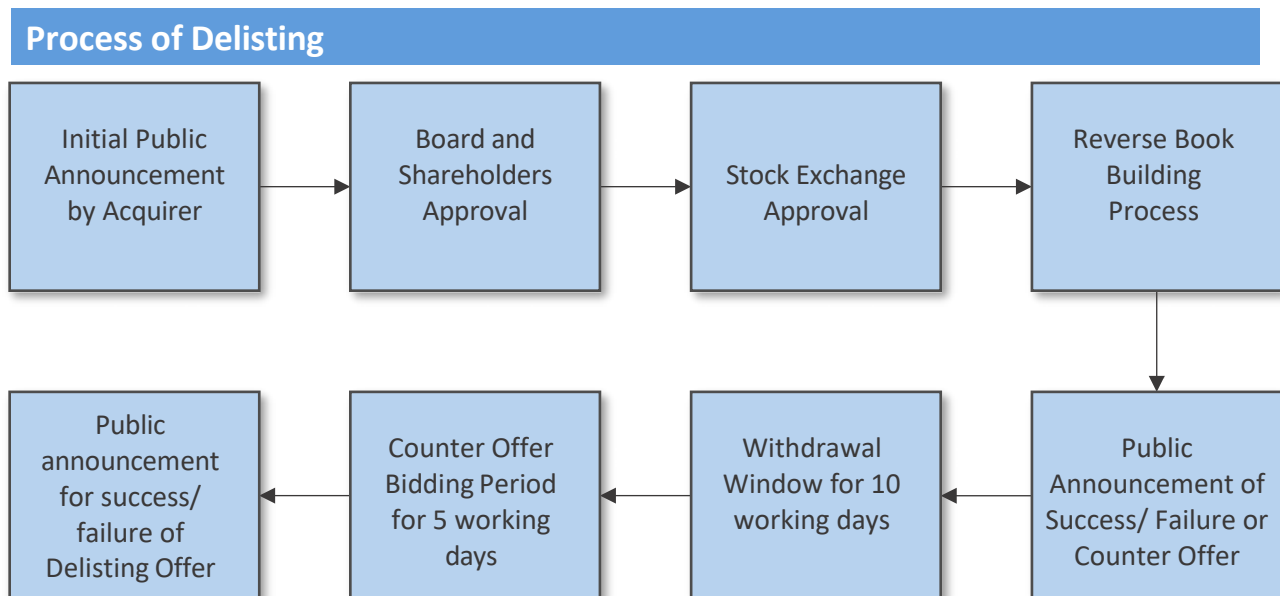 Process of Delisting
Initial Public
Announcement
by Acquirer
Board and
Shareholders
Approval
Stock Exchange
Approval
Reverse Book
Building
Process
Public
Announcement of
Success/ Failure or
Counter Offer
Withdrawal
Window for 10
working days
Counter Offer
Bidding Period
for 5 working
days
Public
announcement
for success/
failure of
Delisting Offer